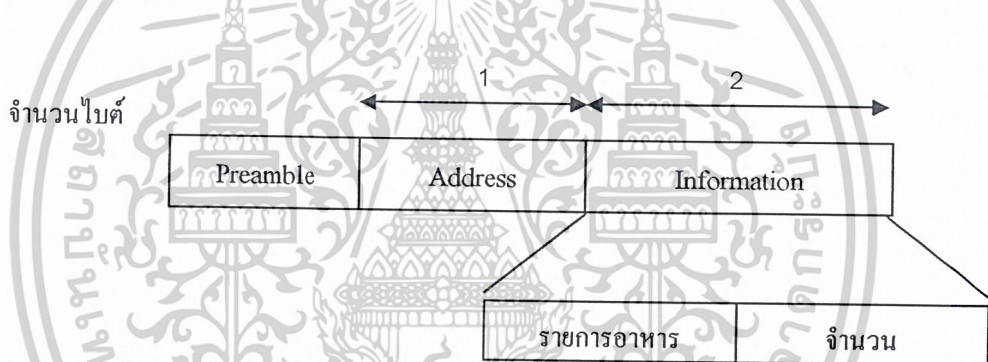 1 2
จำนวนไบต์
Preamble Address Information
รายการอาหาร จำนวน